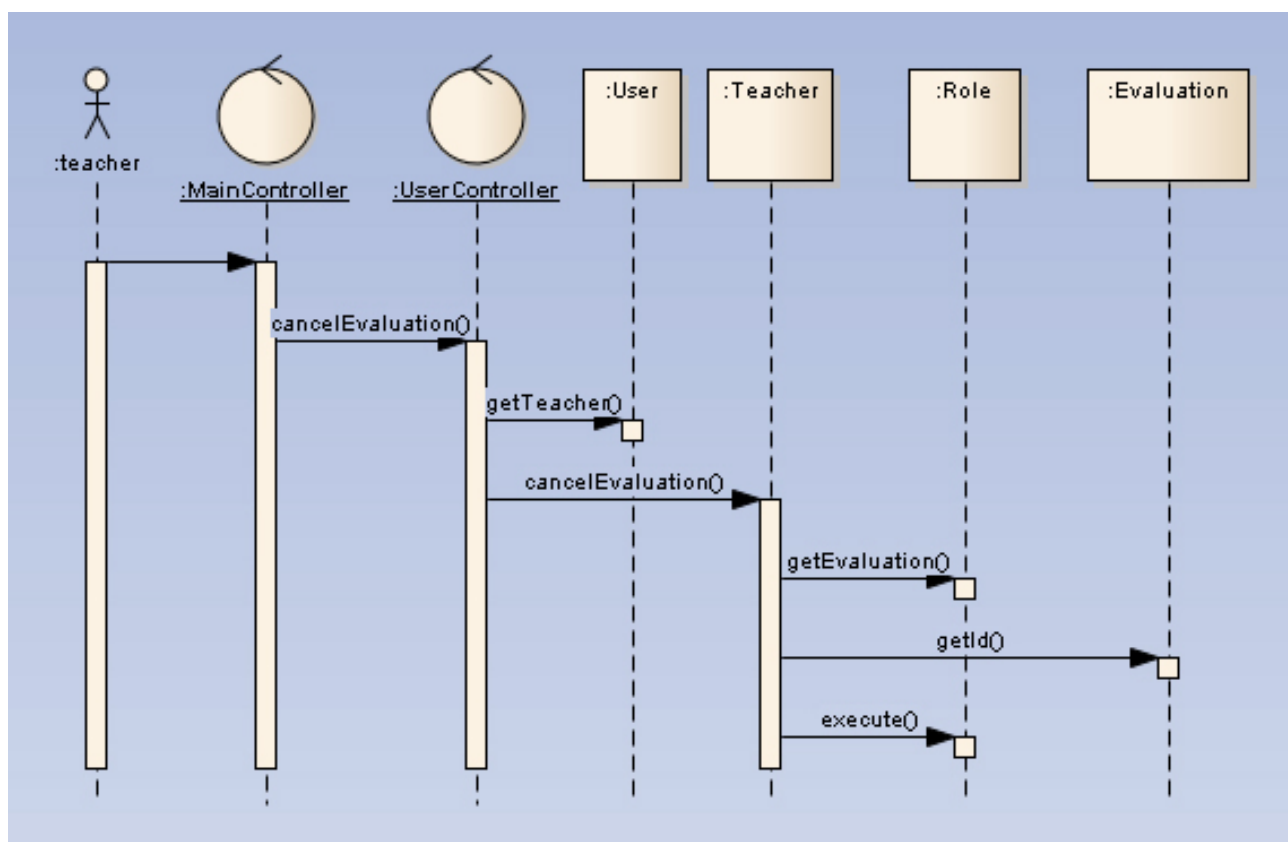 :teacher
:MainController
:UserController
:User
:Teacher
:Role
:Evaluation
cancelEvaluation()
getTeacher()
cancelEvaluation()
getEvaluation()
getId()
execute()